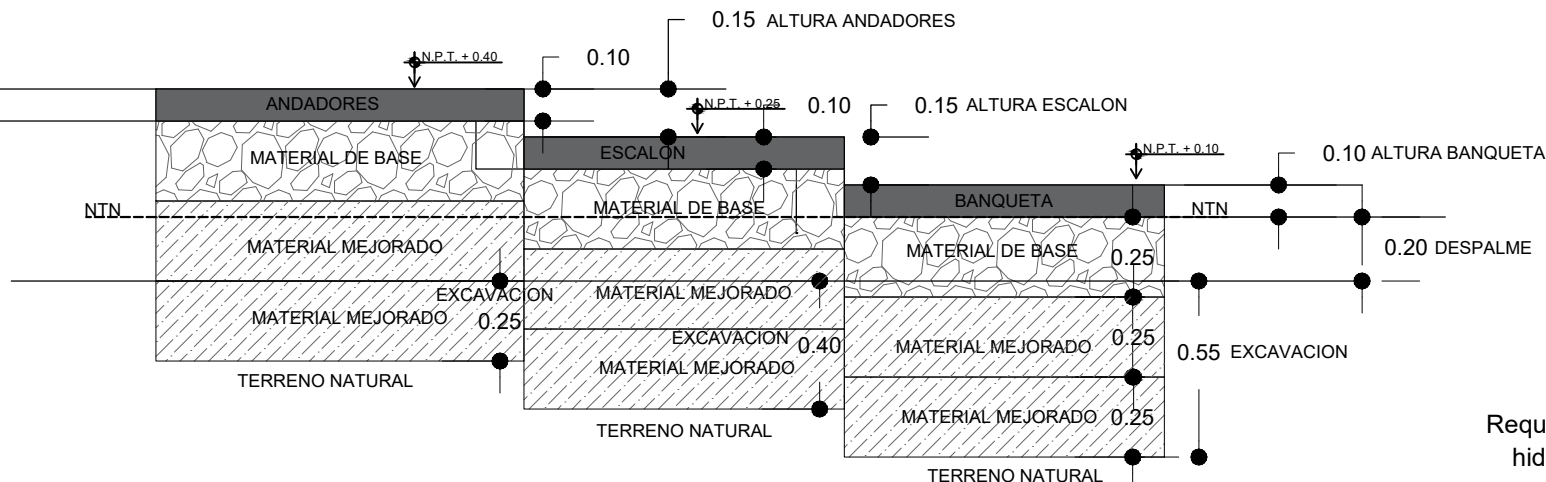 0.15 ALTURA ANDADORES
N.P.T. + 0.40
0.10
ANDADORES
N.P.T. + 0.25
0.10
0.15 ALTURA ESCALON
MATERIAL DE BASE
ESCALON
N.P.T. + 0.10
0.10 ALTURA BANQUETA
NTN
MATERIAL DE BASE
BANQUETA
NTN
MATERIAL MEJORADO
MATERIAL DE BASE
0.25
0.20 DESPALME
EXCAVACION
0.25
MATERIAL MEJORADO
MATERIAL MEJORADO
EXCAVACION
0.40
MATERIAL MEJORADO
0.25
0.55 EXCAVACION
MATERIAL MEJORADO
TERRENO NATURAL
MATERIAL MEJORADO
0.25
TERRENO NATURAL
TERRENO NATURAL
Requ
hid